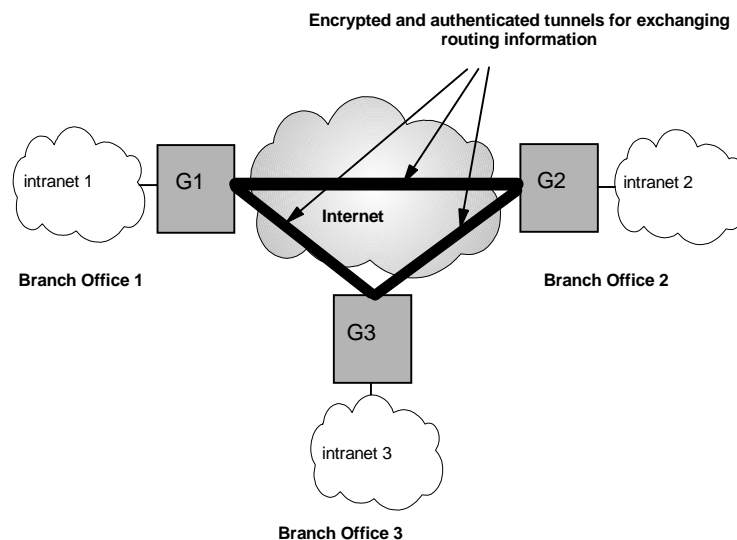 Encrypted and authenticated tunnels for exchanging
routing information
G1
G2
intranet 1
intranet 2
Internet
Branch Office 1
Branch Office 2
G3
intranet 3
Branch Office 3